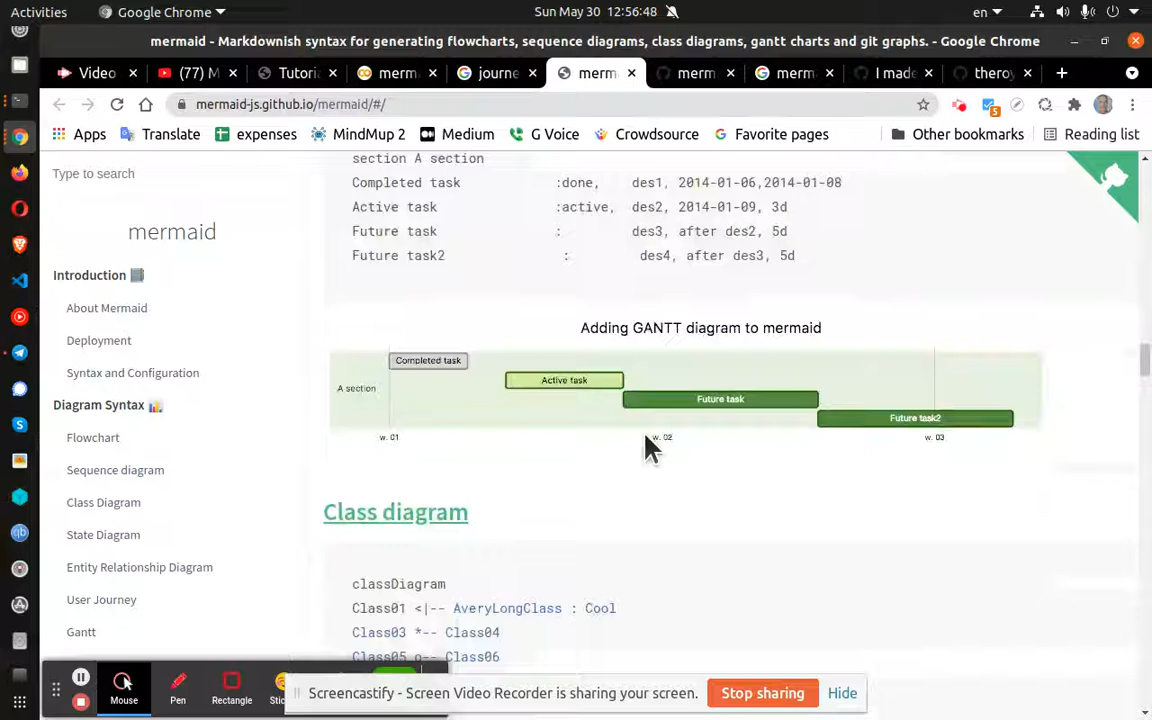 Activities
Google Chrome
Sun May 30 12:56:48
en
mermaid - Markdownish syntax for generating flowcharts, sequence diagrams, class diagrams, gantt charts and git graphs. - Google Chrome
Video
(77) M
Tutori
merm
journe
merm
merm
merm
I made
theroy
mermaid-js.github.io/mermaid/#/
5
Apps
Translate
expenses
MindMup 2
Medium
G Voice
Crowdsource
Favorite pages
Other bookmarks
Reading list
Type to search
mermaid
Introduction
About Mermaid
Deployment
Syntax and Configuration
Diagram Syntax
Flowchart
Sequence diagram
Class Diagram
State Diagram
Entity Relationship Diagram
User Journey
Gantt
section A section
Completed task :done, des1, 2014-01-06,2014-01-08
Active task :active, des2, 2014-01-09, 3d
Future task : des3, after des2, 5d
Future task2 : des4, after des3, 5d
Adding GANTT diagram to mermaid
Completed task
Active task
A section
Future task
Future task2
w. 01
w. 02
w. 03
Class diagram
classDiagram
Class01 <|-- AveryLongClass : Cool
Class03 *-- Class04
Class05 o-- Class06
Mouse
Pen
Rectangle
Screencastify - Screen Video Recorder is sharing your screen.
Stop sharing
Hide